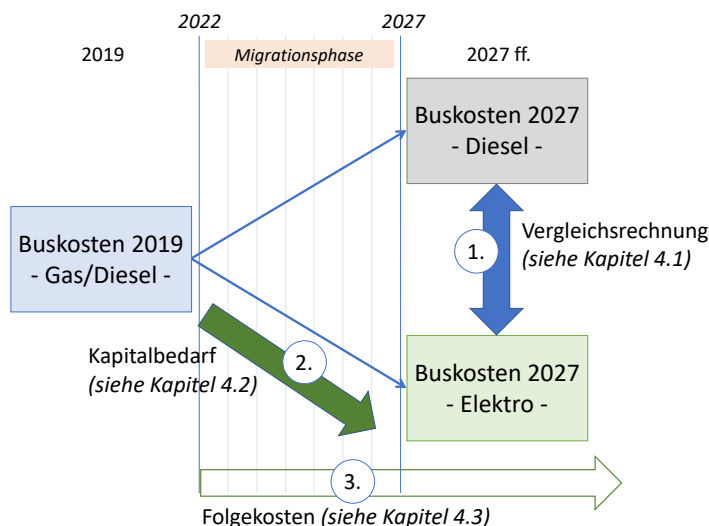 2022
2027
2019
Migrationsphase
2027 ff.
Buskosten 2027
- Diesel -
Buskosten 2019
- Gas/Diesel -
1.
Vergleichsrechnung
(siehe Kapitel 4.1)
Kapitalbedarf
(siehe Kapitel 4.2)
2.
Buskosten 2027
- Elektro -
3.
Folgekosten (siehe Kapitel 4.3)